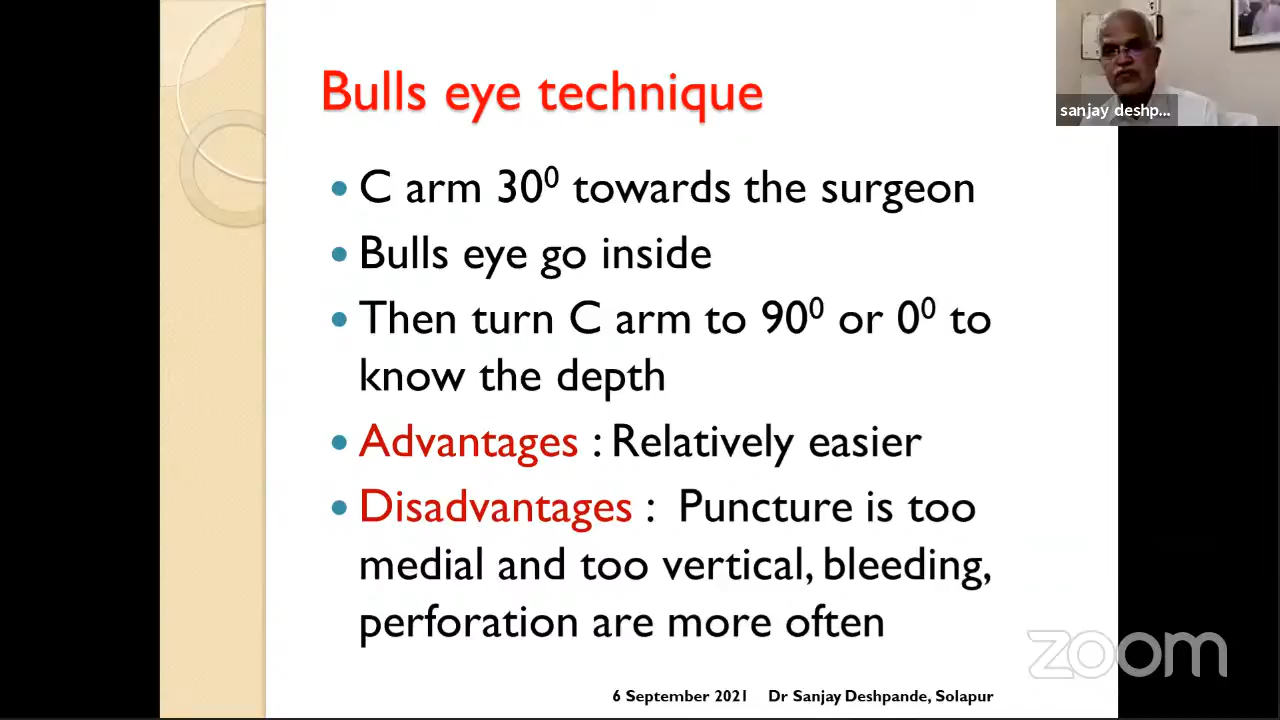 Bulls eye technique
sanjay deshp...
C arm 30⁰ towards the surgeon
Bulls eye go inside
Then turn C arm to 90⁰ or 0⁰ to
know the depth
Advantages : Relatively easier
Disadvantages : Puncture is too
medial and too vertical, bleeding,
perforation are more often
zoom
6 September 2021 Dr Sanjay Deshpande, Solapur